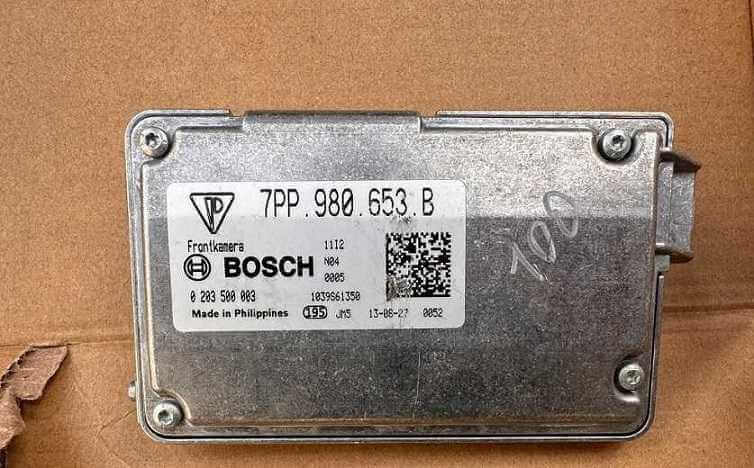 7PP.980.653.B
Frontkamera 11I2
BOSCH N04
0005
0 203 500 003 1039S61350
Made in Philippines 195 JM5 13-08-27 0052
100